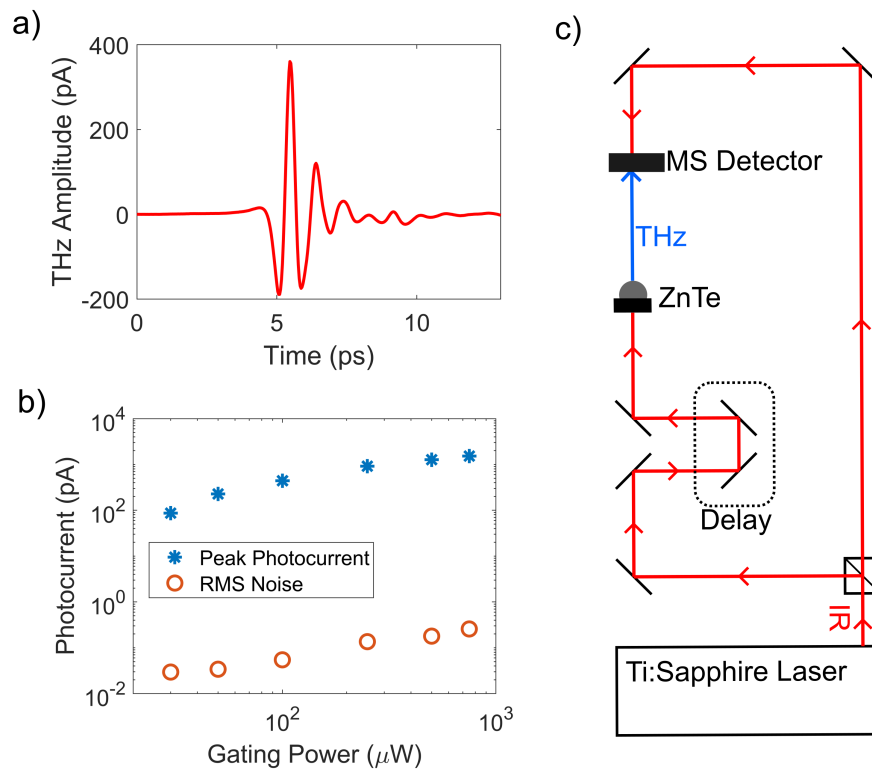 a)
400
200
0
-200
THz Amplitude (pA)
0
5
10
Time (ps)
b)
10^4
10^2
10^0
10^-2
Photocurrent (pA)
Peak Photocurrent
RMS Noise
10^2
10^3
Gating Power (μW)
c)
MS Detector
THz
ZnTe
Delay
IR
Ti:Sapphire Laser